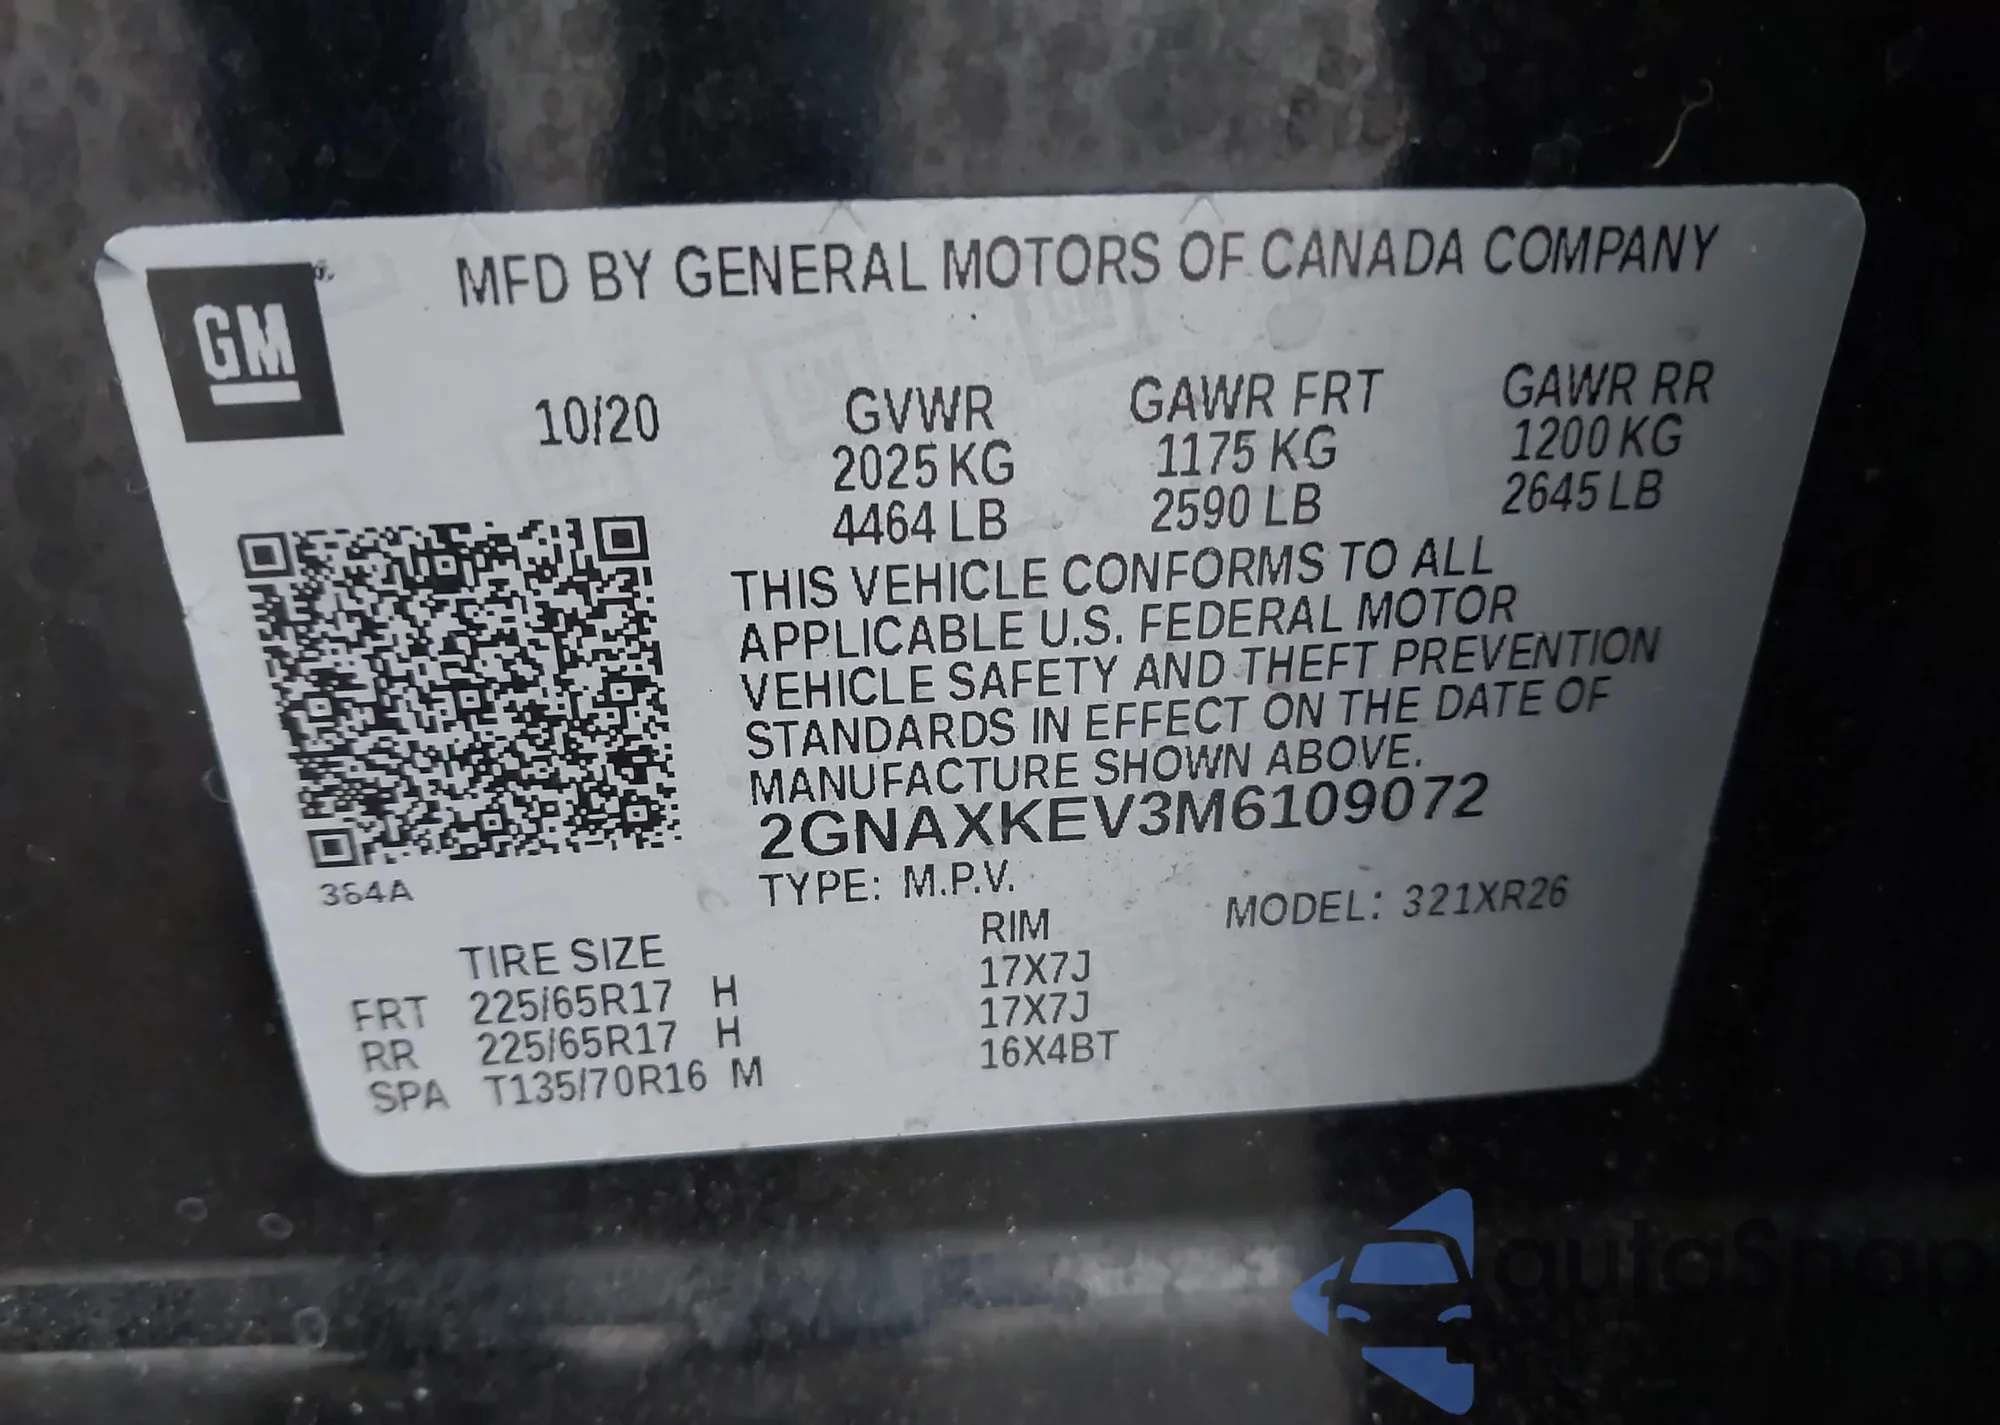 MFD BY GENERAL MOTORS OF CANADA COMPANY
GM
10/20
GVWR
2025 KG
4464 LB
GAWR FRT
1175 KG
2590 LB
GAWR RR
1200 KG
2645 LB
THIS VEHICLE CONFORMS TO ALL
APPLICABLE U.S. FEDERAL MOTOR
VEHICLE SAFETY AND THEFT PREVENTION
STANDARDS IN EFFECT ON THE DATE OF
MANUFACTURE SHOWN ABOVE.
2GNAXKEV3M6109072
TYPE: M.P.V.
MODEL: 321XR26
364A
TIRE SIZE RIM
FRT 225/65R17 H 17X7J
RR 225/65R17 H 17X7J
SPA T135/70R16 M 16X4BT
autoSnap